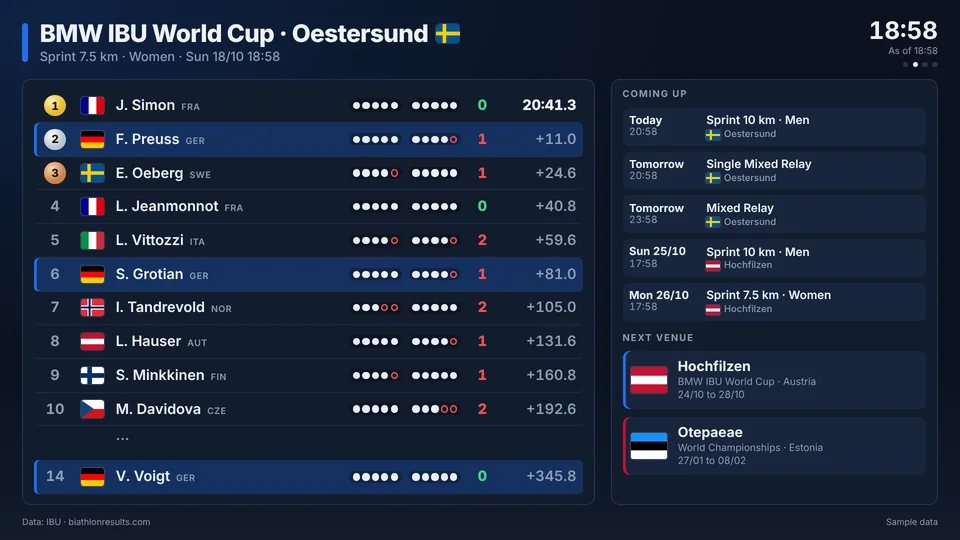 BMW IBU World Cup · Oestersund
Sprint 7.5 km · Women · Sun 18/10 18:58
18:58
As of 18:58
1 J. Simon FRA 0 20:41.3
2 F. Preuss GER 1 +11.0
3 E. Oeberg SWE 1 +24.6
4 L. Jeanmonnot FRA 0 +40.8
5 L. Vittozzi ITA 2 +59.6
6 S. Grotian GER 1 +81.0
7 I. Tandrevold NOR 2 +105.0
8 L. Hauser AUT 1 +131.6
9 S. Minkkinen FIN 1 +160.8
10 M. Davidova CZE 2 +192.6
...
14 V. Voigt GER 0 +345.8
COMING UP
Today Sprint 10 km · Men
20:58 Oestersund
Tomorrow Single Mixed Relay
20:58 Oestersund
Tomorrow Mixed Relay
23:58 Oestersund
Sun 25/10 Sprint 10 km · Men
17:58 Hochfilzen
Mon 26/10 Sprint 7.5 km · Women
17:58 Hochfilzen
NEXT VENUE
Hochfilzen
BMW IBU World Cup · Austria
24/10 to 28/10
Otepaeae
World Championships · Estonia
27/01 to 08/02
Data: IBU · biathlonresults.com
Sample data